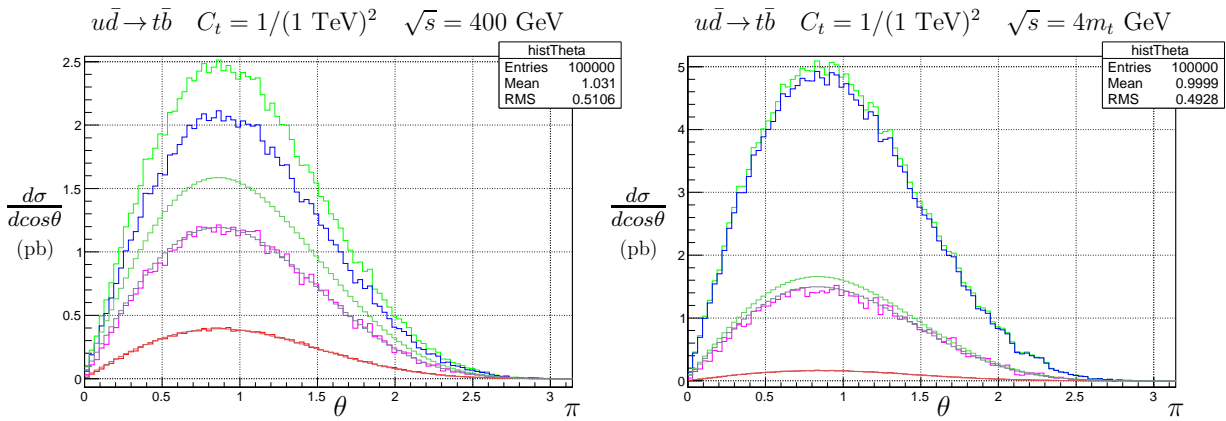 ud̄→tb̄ C_t = 1/(1 TeV)² √s = 400 GeV
histTheta
Entries 100000
Mean 1.031
RMS 0.5106
2.5
2
1.5
1
0.5
0
dσ
dcosθ
(pb)
0 0.5 1 1.5 2 2.5 3
θ π
ud̄→tb̄ C_t = 1/(1 TeV)² √s = 4m_t GeV
histTheta
Entries 100000
Mean 0.9999
RMS 0.4928
5
4
3
2
1
0
dσ
dcosθ
(pb)
0 0.5 1 1.5 2 2.5 3
θ π